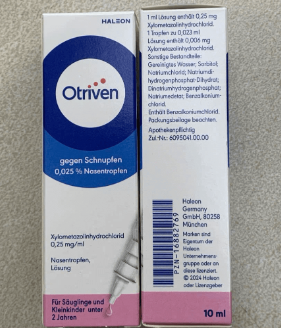 HALEON
Otriven
gegen Schnupfen
0,025 % Nasentropfen
Xylometazolinhydrochlorid
0,25 mg/ml
Nasentropfen,
Lösung
Für Säuglinge und
Kleinkinder unter
2 Jahren
1 ml Lösung enthält 0,25 mg
Xylometazolinhydrochlorid.
1 Tropfen zu 0,023 ml
Lösung enthält 0,006 mg
Xylometazolinhydrochlorid.
Sonstige Bestandteile:
Gereinigtes Wasser, Sorbitol,
Natriumchlorid; Natriumdi-
hydrogenphosphat-Dihydrat;
Dinatriumhydrogenphosphat;
Natriumedetat; Benzalkonium-
chlorid.
Enthält Benzalkoniumchlorid.
Packungsbeilage beachten.
Apothekenpflichtig
Zul.-Nr.: 6095041.00.00
PZN-16882769
Haleon
Germany
GmbH, 80258
München
Marken sind
Eigentum der
Haleon
Unternehmens-
gruppe oder an
diese lizenziert.
© 2024 Haleon
oder Lizenzgeber
10 ml